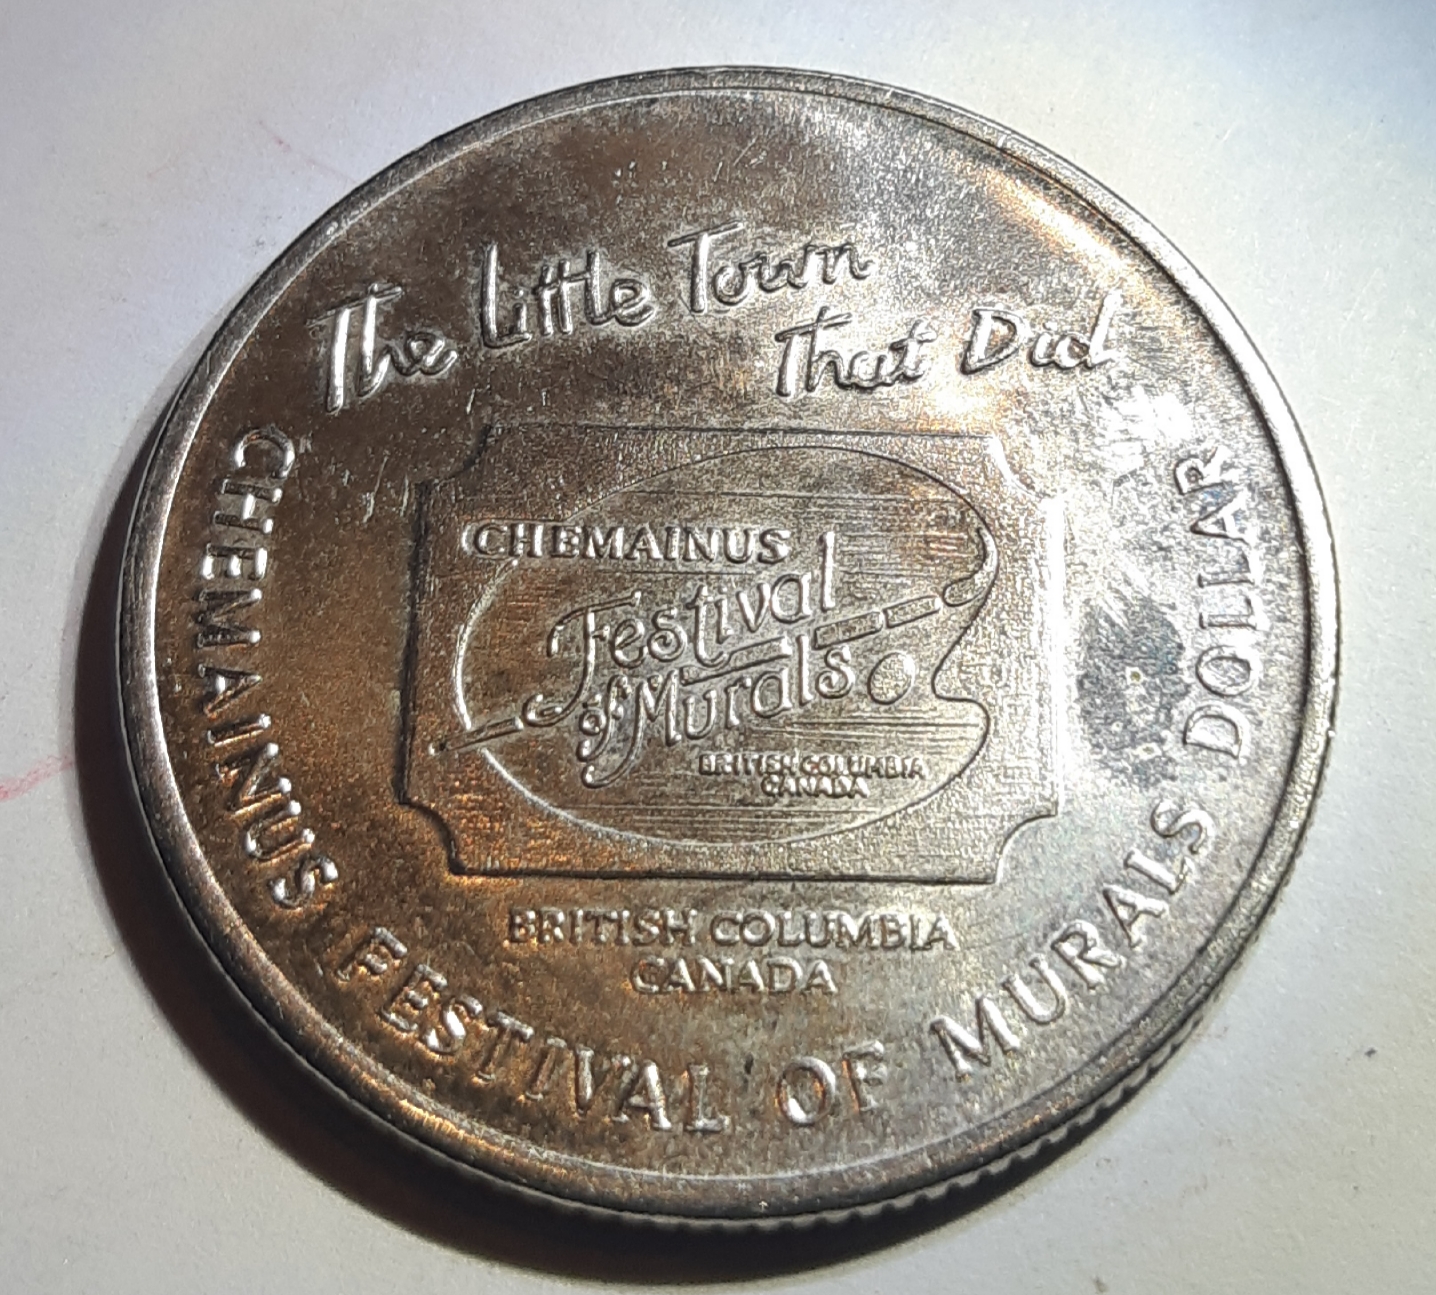 The Little Town
That Did
CHEMAINUS
Festival
of Murals
BRITISH COLUMBIA
CANADA
BRITISH COLUMBIA
CANADA
CHEMAINUS FESTIVAL OF MURALS DOLLAR